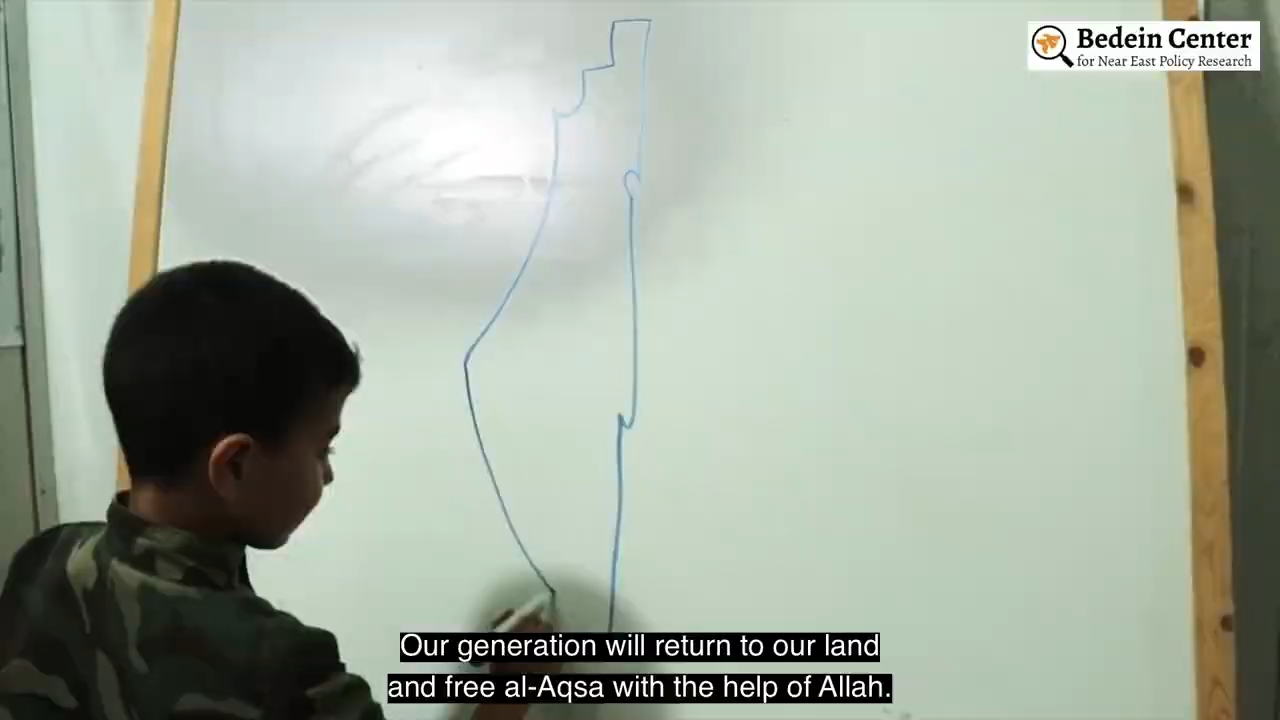 Bedein Center
for Near East Policy Research
Our generation will return to our land
and free al-Aqsa with the help of Allah.